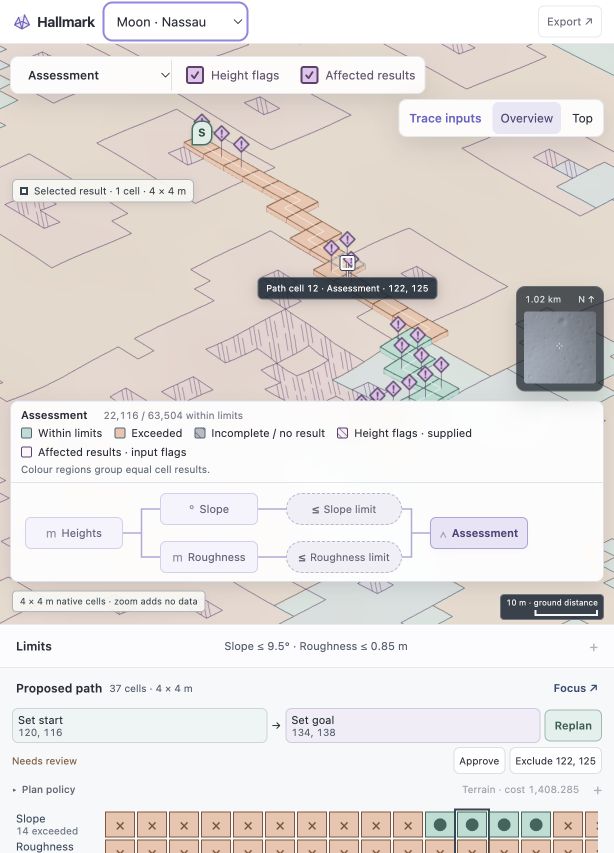 Hallmark
Moon · Nassau
Export ↗
Assessment
Height flags
Affected results
Trace inputs
Overview
Top
S
Selected result · 1 cell · 4 × 4 m
Path cell 12 · Assessment · 122, 125
1.02 km N ↑
Assessment 22,116 / 63,504 within limits
Within limits
Exceeded
Incomplete / no result
Height flags · supplied
Affected results · input flags
Colour regions group equal cell results.
° Slope
≤ Slope limit
m Heights
∧ Assessment
m Roughness
≤ Roughness limit
4 × 4 m native cells · zoom adds no data
10 m · ground distance
Limits
Slope ≤ 9.5° · Roughness ≤ 0.85 m
+
Proposed path 37 cells · 4 × 4 m
Focus ↗
Set start
120, 116
→
Set goal
134, 138
Replan
Needs review
Approve
Exclude 122, 125
▸ Plan policy
Terrain · cost 1,408.285
+
Slope
14 exceeded
Roughness